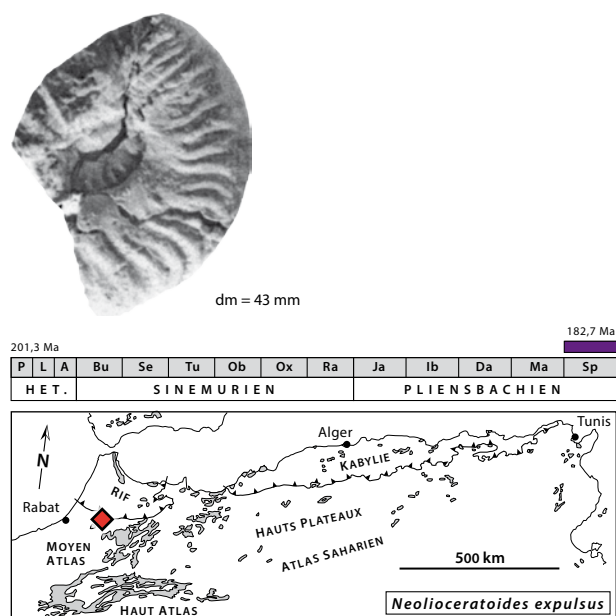 dm = 43 mm
201,3 Ma
182,7 Ma
P L A Bu Se Tu Ob Ox Ra Ja Ib Da Ma Sp
HET. SINEMURIEN PLIENSBACHIEN
N
Alger
Tunis
KABYLIE
RIF
Rabat
HAUTS PLATEAUX
MOYEN
ATLAS
ATLAS SAHARIEN
500 km
HAUT ATLAS
Neolioceratoides expulsus